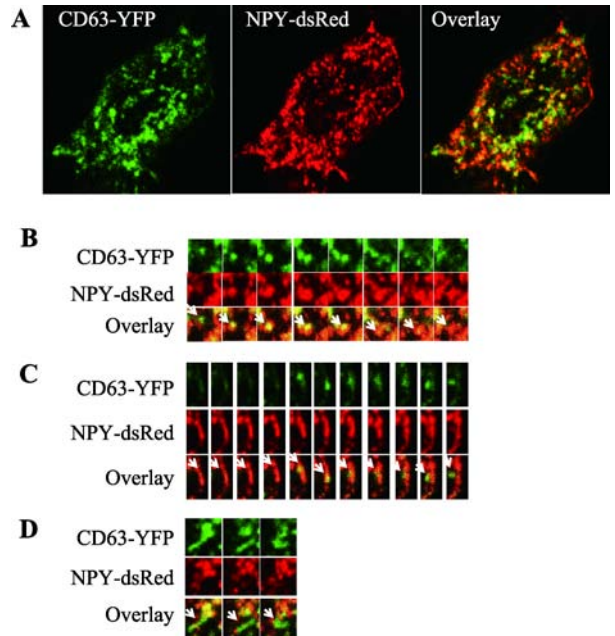 A
CD63-YFP NPY-dsRed Overlay
B
CD63-YFP
NPY-dsRed
Overlay
C
CD63-YFP
NPY-dsRed
Overlay
D
CD63-YFP
NPY-dsRed
Overlay